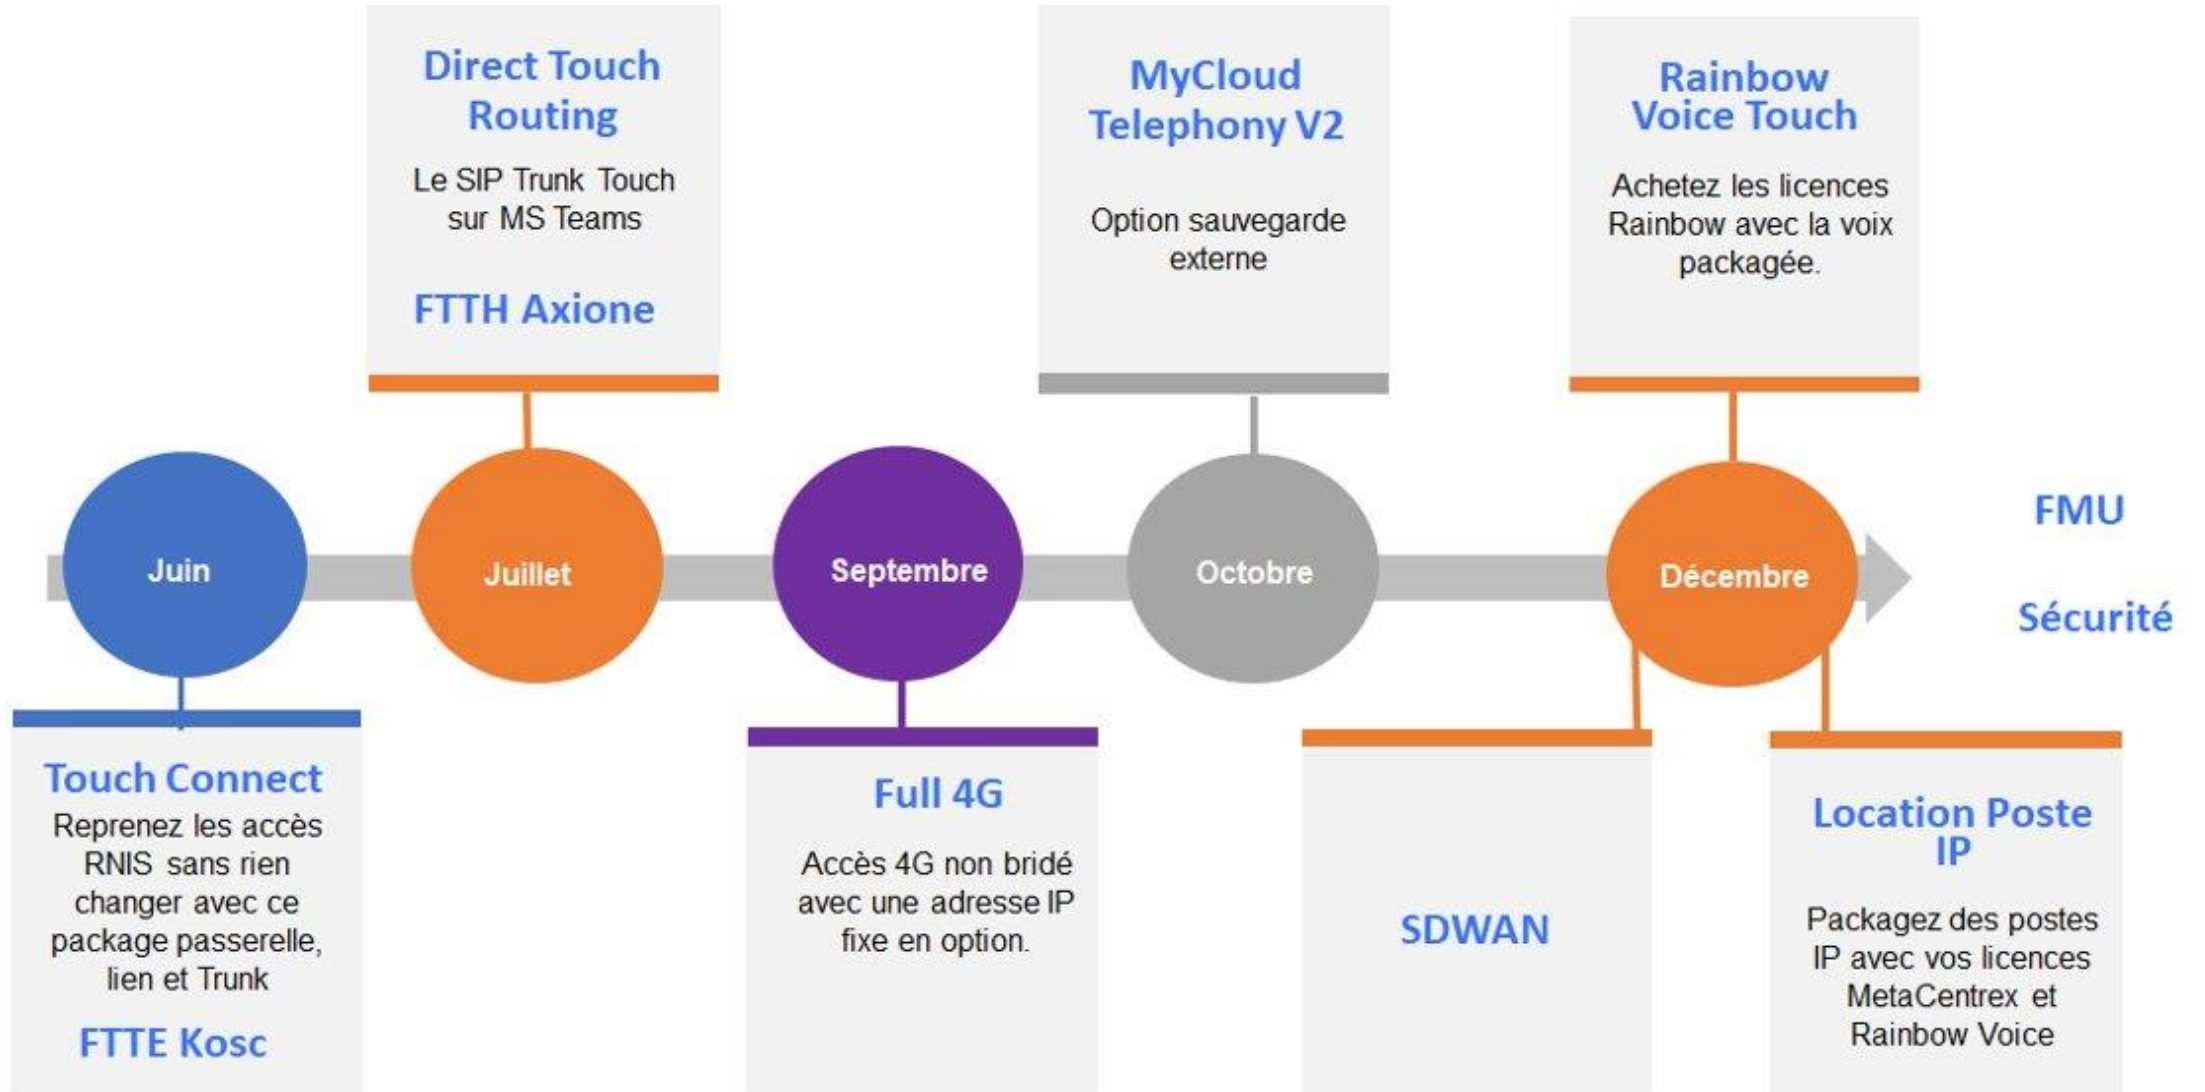 Direct Touch
Routing
Le SIP Trunk Touch
sur MS Teams
FTTH Axione
MyCloud
Telephony V2
Option sauvegarde
externe
Rainbow
Voice Touch
Achetez les licences
Rainbow avec la voix
packagée.
Juin
Juillet
Septembre
Octobre
Décembre
FMU
Sécurité
Touch Connect
Reprenez les accès
RNIS sans rien
changer avec ce
package passerelle,
lien et Trunk
FTTE Kosc
Full 4G
Accès 4G non bridé
avec une adresse IP
fixe en option.
SDWAN
Location Poste
IP
Packagez des postes
IP avec vos licences
MetaCentrex et
Rainbow Voice